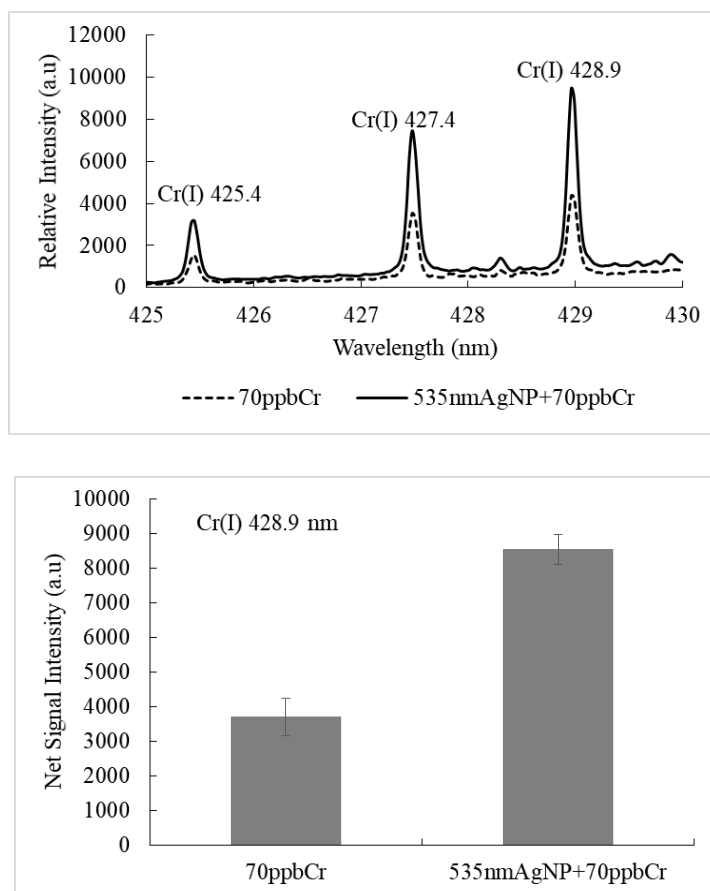 12000
10000
8000
6000
4000
2000
0
Relative Intensity (a.u)
Cr(I) 425.4
Cr(I) 427.4
Cr(I) 428.9
425 426 427 428 429 430
Wavelength (nm)
70ppbCr 535nmAgNP+70ppbCr
10000
9000
8000
7000
6000
5000
4000
3000
2000
1000
0
Net Signal Intensity (a.u)
Cr(I) 428.9 nm
70ppbCr 535nmAgNP+70ppbCr